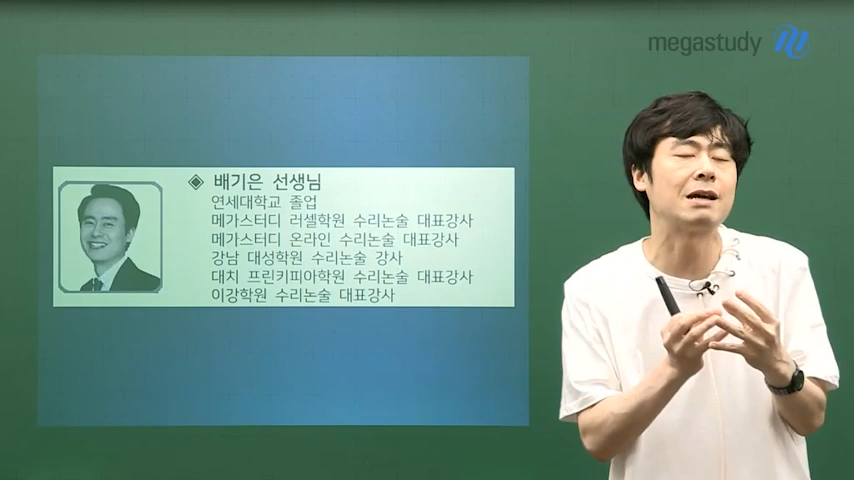 megastudy
◈ 배기은 선생님
연세대학교 졸업
메가스터디 러셀학원 수리논술 대표강사
메가스터디 온라인 수리논술 대표강사
강남 대성학원 수리논술 강사
대치 프린키피아학원 수리논술 대표강사
이강학원 수리논술 대표강사